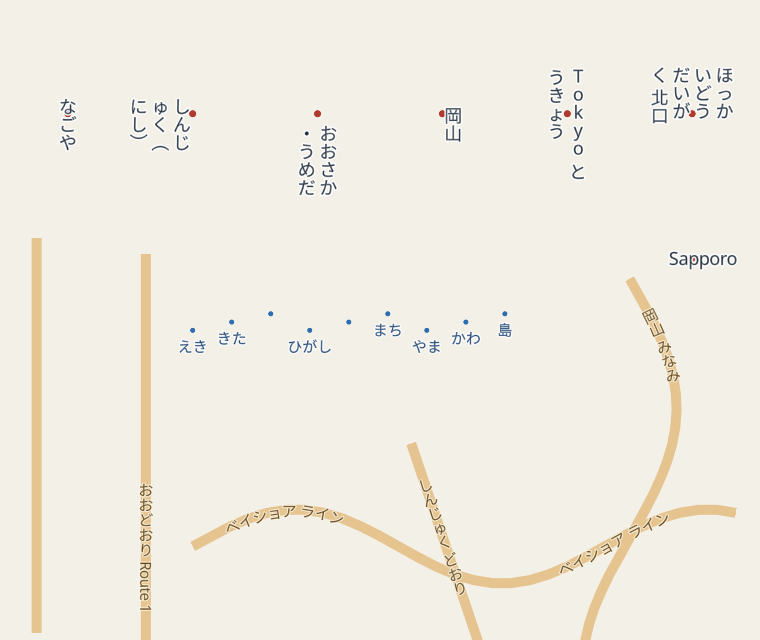 なごや
しんじ
ゅく（
にし）
おおさか
・うめだ
岡山
Tokyoと
うきょう
ほっか
いどう
だいが
く 北口
Sapporo
えき
きた
ひがし
まち
やま
かわ
島
岡山 みなみ
しんじゅくどおり
おおどおり Route 1
ベイショア ライン
ベイショア ライン